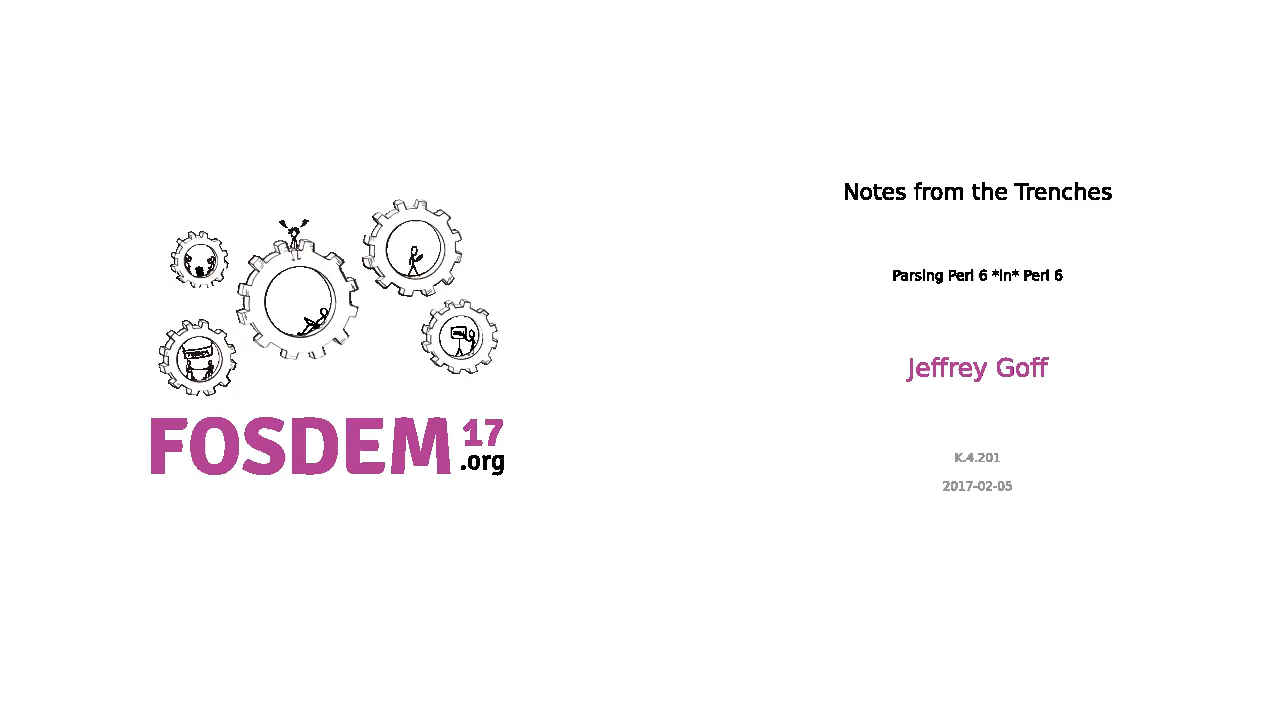 FOSDEM 17
.org
Notes from the Trenches
Parsing Perl 6 *in* Perl 6
Jeffrey Goff
K.4.201
2017-02-05